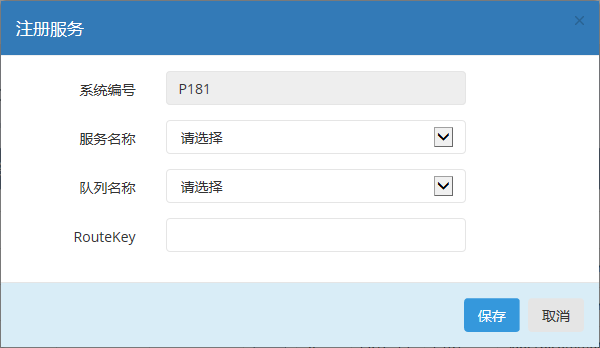 注册服务
系统编号 P181
服务名称 请选择
队列名称 请选择
RouteKey
保存 取消